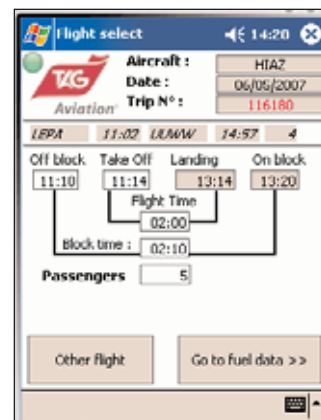 Flight select 14:20
TAG
Aviation
Aircraft : HIAZ
Date : 06/05/2007
Trip N° : 116180
LEPA 11:02 UUWW 14:57 4
Off block Take Off Landing On block
11:10 11:14 13:14 13:20
Flight Time
02:00
Block time : 02:10
Passengers 5
Other flight Go to fuel data >>